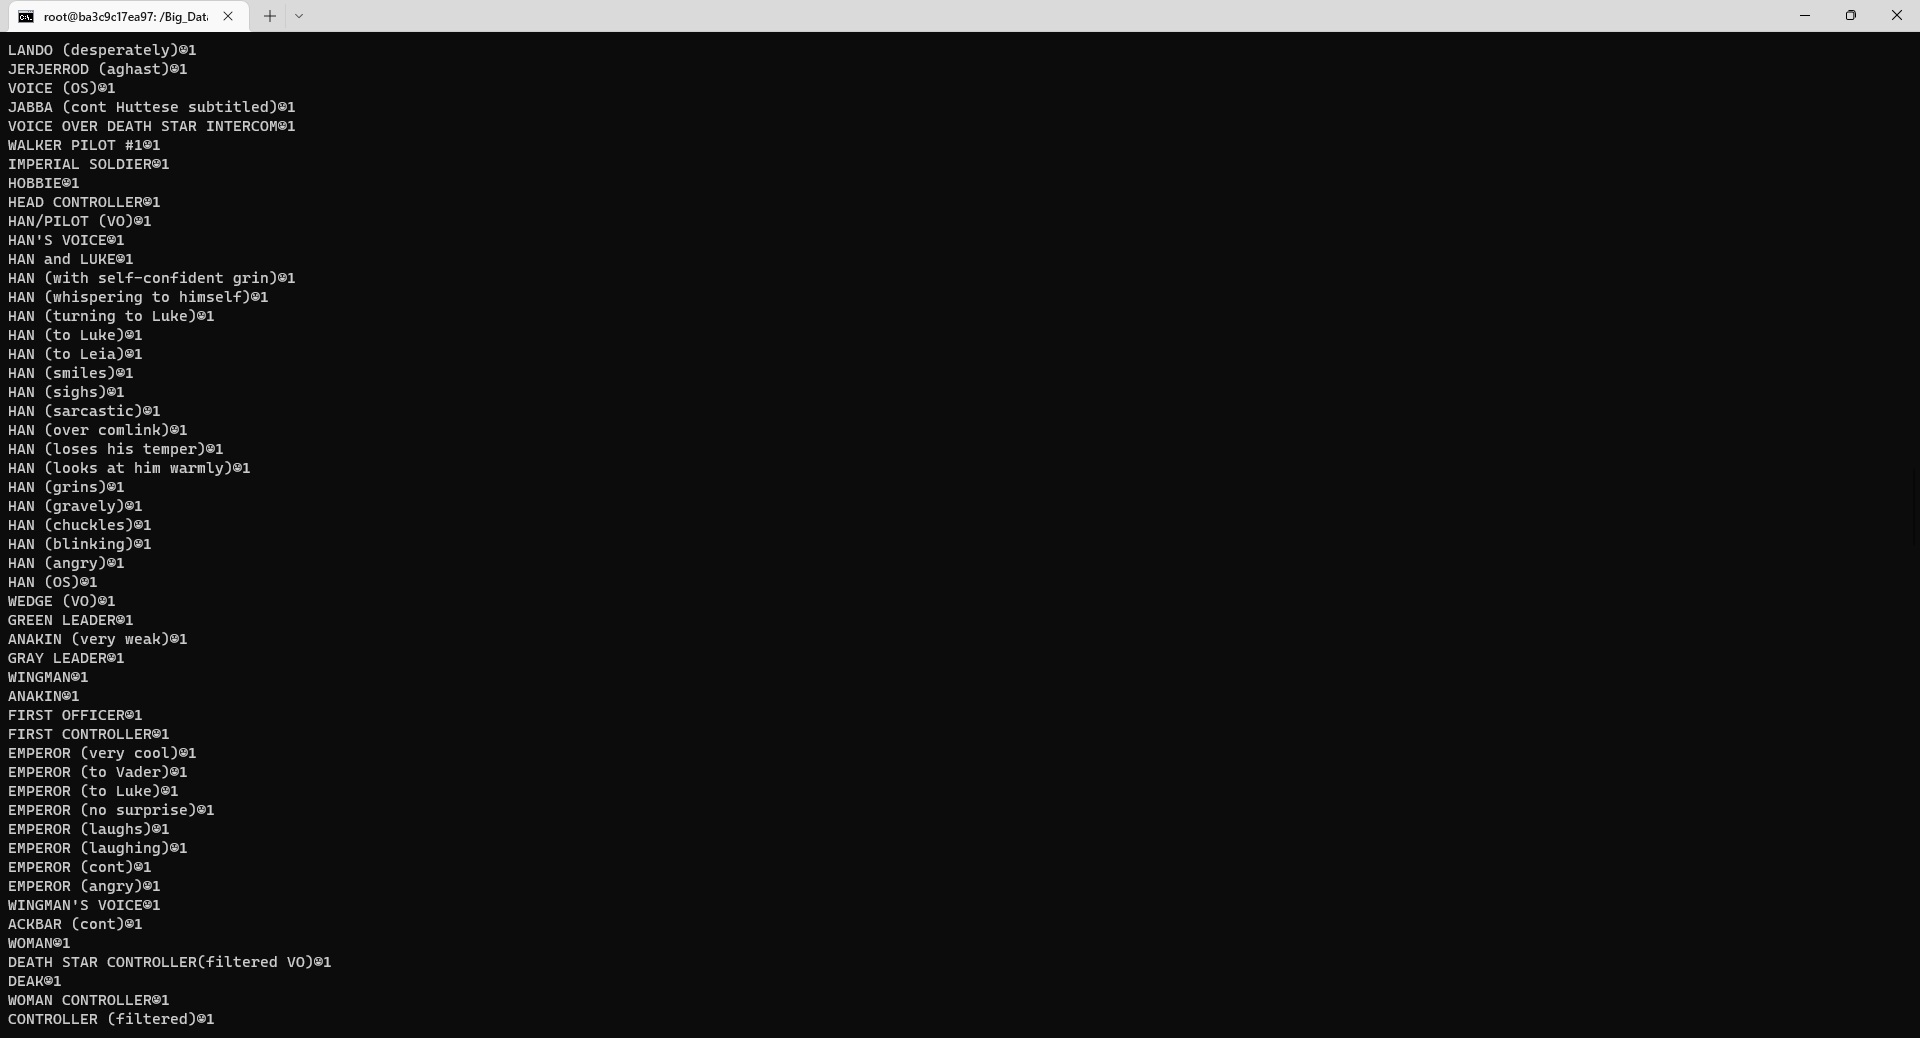 root@ba3c9c17ea97: /Big_Data
LANDO (desperately)☻1
JERJERROD (aghast)☻1
VOICE (OS)☻1
JABBA (cont Huttese subtitled)☻1
VOICE OVER DEATH STAR INTERCOM☻1
WALKER PILOT #1☻1
IMPERIAL SOLDIER☻1
HOBBIE☻1
HEAD CONTROLLER☻1
HAN/PILOT (VO)☻1
HAN'S VOICE☻1
HAN and LUKE☻1
HAN (with self-confident grin)☻1
HAN (whispering to himself)☻1
HAN (turning to Luke)☻1
HAN (to Luke)☻1
HAN (to Leia)☻1
HAN (smiles)☻1
HAN (sighs)☻1
HAN (sarcastic)☻1
HAN (over comlink)☻1
HAN (loses his temper)☻1
HAN (looks at him warmly)☻1
HAN (grins)☻1
HAN (gravely)☻1
HAN (chuckles)☻1
HAN (blinking)☻1
HAN (angry)☻1
HAN (OS)☻1
WEDGE (VO)☻1
GREEN LEADER☻1
ANAKIN (very weak)☻1
GRAY LEADER☻1
WINGMAN☻1
ANAKIN☻1
FIRST OFFICER☻1
FIRST CONTROLLER☻1
EMPEROR (very cool)☻1
EMPEROR (to Vader)☻1
EMPEROR (to Luke)☻1
EMPEROR (no surprise)☻1
EMPEROR (laughs)☻1
EMPEROR (laughing)☻1
EMPEROR (cont)☻1
EMPEROR (angry)☻1
WINGMAN'S VOICE☻1
ACKBAR (cont)☻1
WOMAN☻1
DEATH STAR CONTROLLER(filtered VO)☻1
DEAK☻1
WOMAN CONTROLLER☻1
CONTROLLER (filtered)☻1